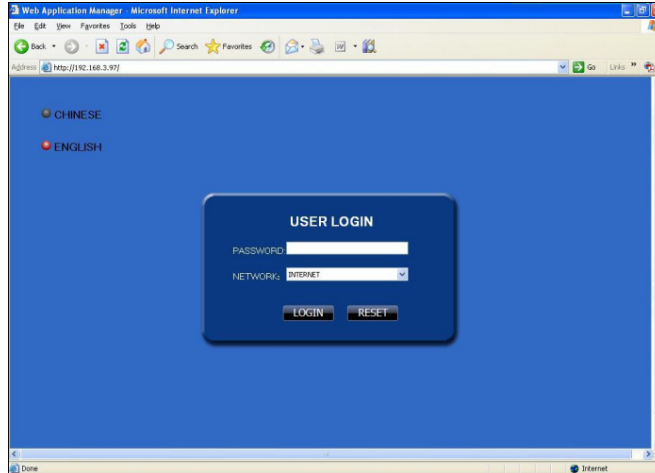 Web Application Manager - Microsoft Internet Explorer
File Edit View Favorites Tools Help
Back Search Favorites
Address http://192.168.3.97/ Go Links »
CHINESE
ENGLISH
USER LOGIN
PASSWORD:
NETWORK: INTERNET
LOGIN RESET
Done Internet